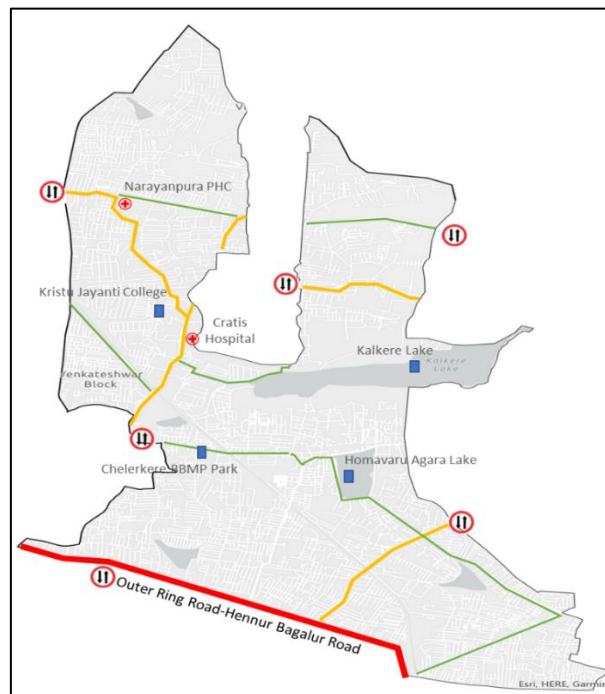 Narayanpura PHC
Kristu Jayanti College
Cratis
Hospital
Kalkere Lake
Kalkere
Lake
Venkateshwar
Block
Chelerkere BBMP Park
Homavaru Agara Lake
Outer Ring Road-Hennur Bagalur Road
Esri, HERE, Garmin